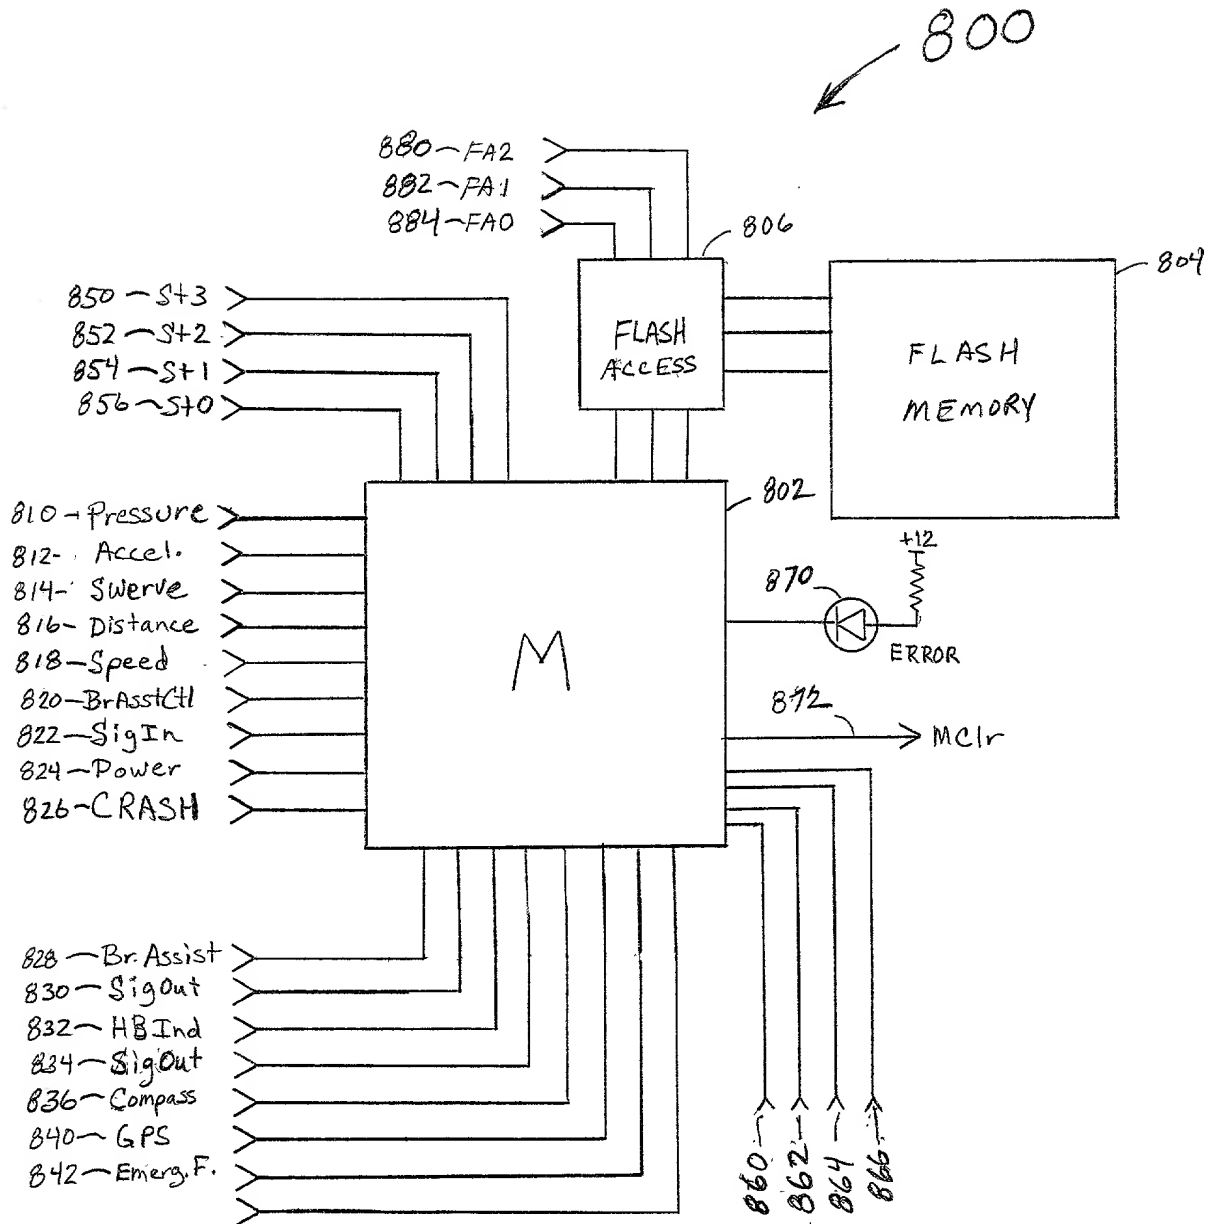 800
880-FA2
882-FA1
884-FA0
806
804
850-St3
852-St2
854-St1
856-St0
FLASH
ACCESS
FLASH
MEMORY
802
810-Pressure
812- Accel.
814- Swerve
816- Distance
818-Speed
820-BrAsstCtl
822-SigIn
824-Power
826-CRASH
M
+12
870
ERROR
872
MClr
828-Br.Assist
830-SigOut
832-HBInd
834-SigOut
836-Compass
840-GPS
842-Emerg.F.
860
862
864
866